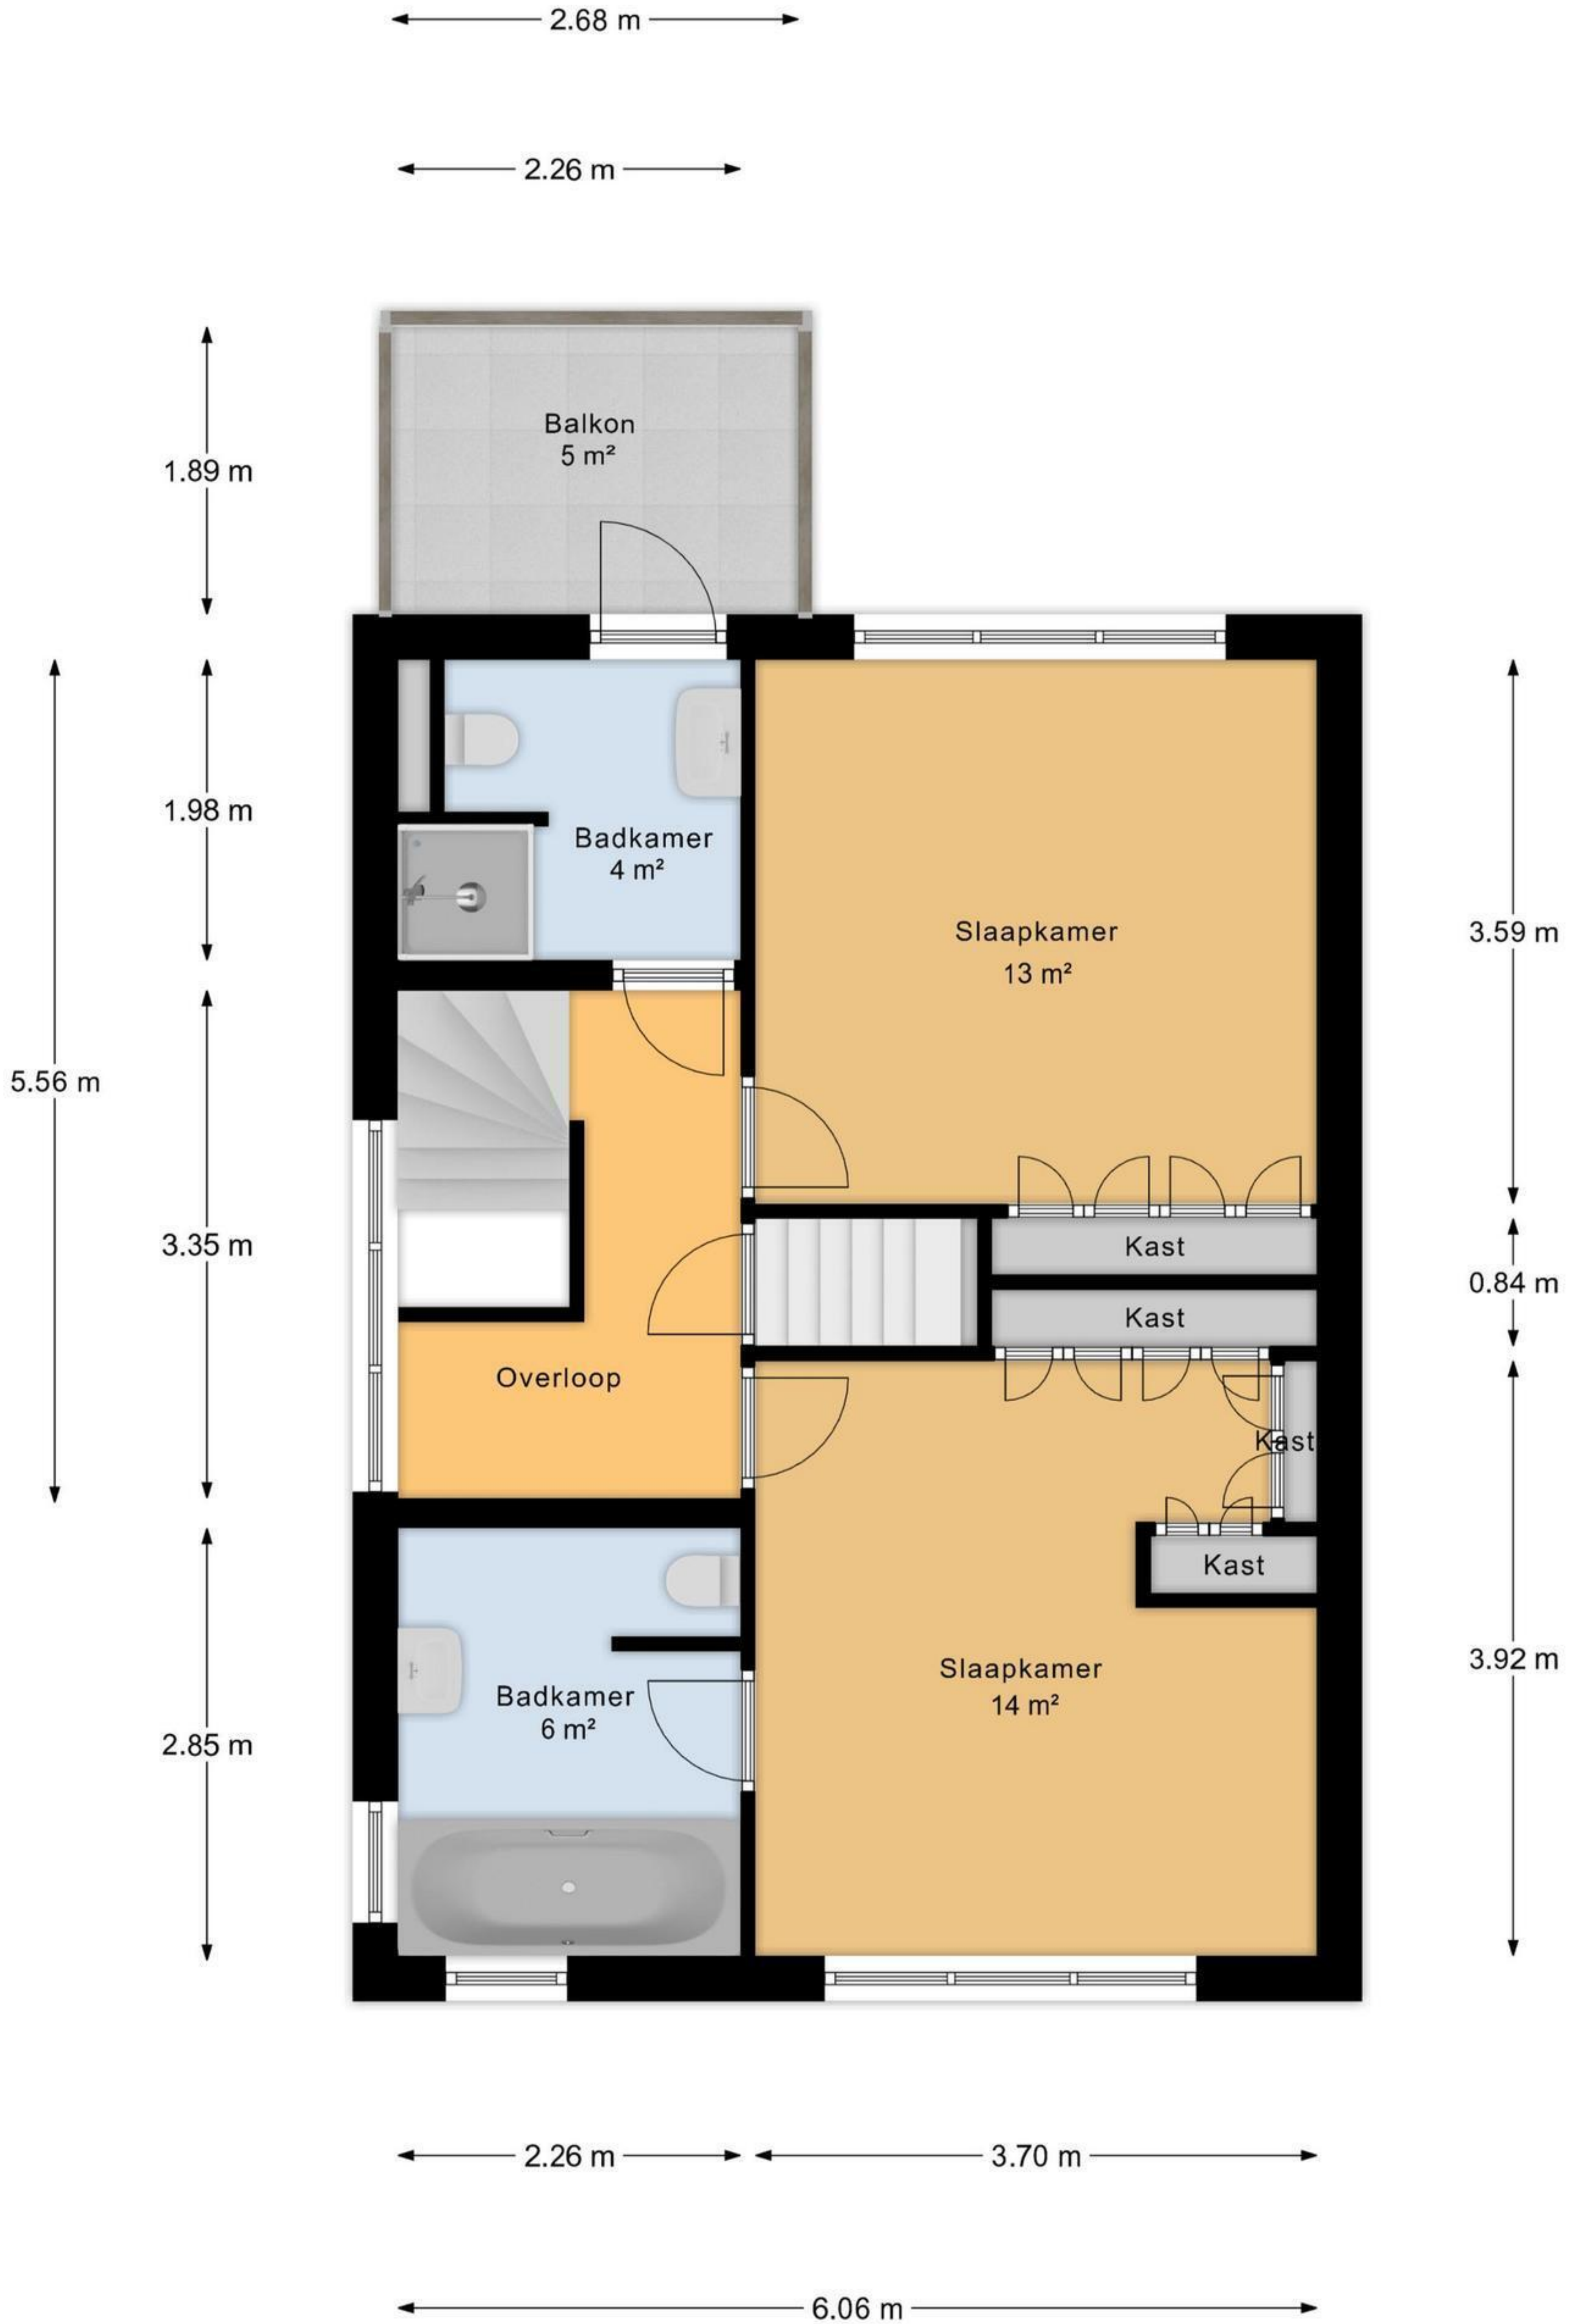 2.68 m
2.26 m
Balkon
5 m²
1.89 m
Badkamer
4 m²
1.98 m
Slaapkamer
13 m²
3.59 m
5.56 m
3.35 m
Kast
0.84 m
Kast
Overloop
Kast
Kast
Slaapkamer
14 m²
3.92 m
Badkamer
6 m²
2.85 m
2.26 m
3.70 m
6.06 m